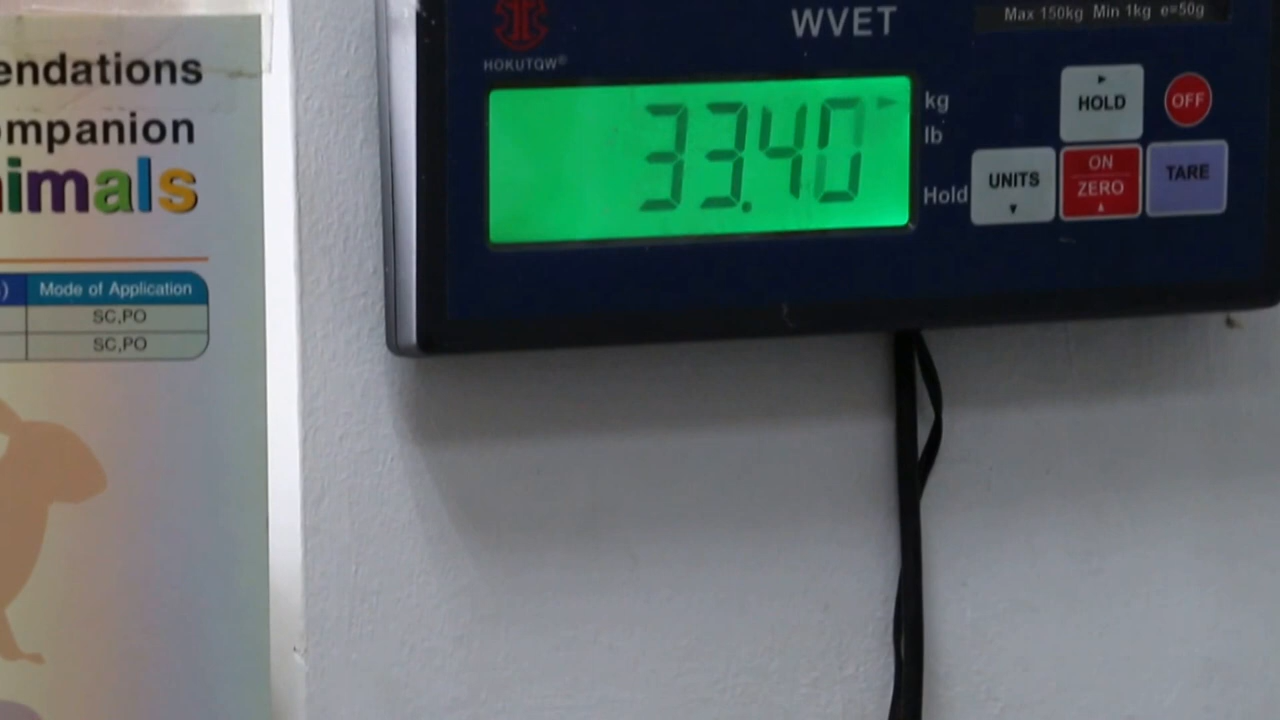 endations
ompanion
imals
)
Mode of Application
SC,PO
SC,PO
HOKUTQW®
WVET
Max 150kg Min 1kg e=50g
33.40
kg
lb
Hold
HOLD
OFF
UNITS
ON
ZERO
TARE